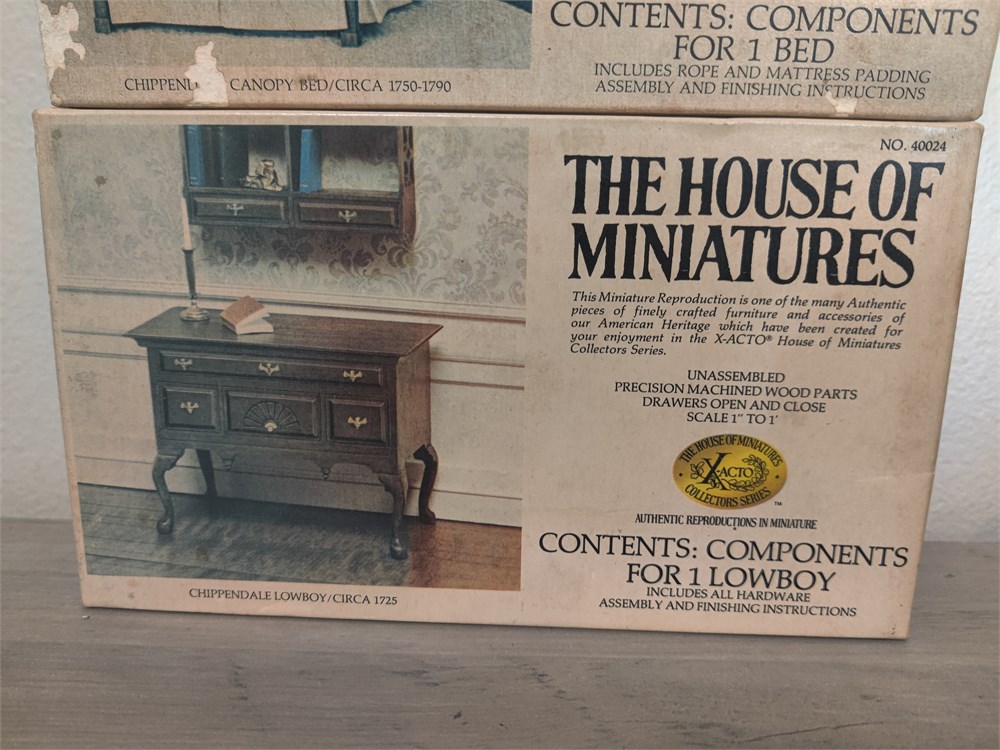 CONTENTS: COMPONENTS
FOR 1 BED
INCLUDES ROPE AND MATTRESS PADDING
ASSEMBLY AND FINISHING INSTRUCTIONS
CANOPY BED/CIRCA 1750-1790
NO. 40024
THE HOUSE OF
MINIATURES
This Miniature Reproduction is one of the many Authentic
pieces of finely crafted furniture and accessories of
our American Heritage which have been created for
your enjoyment in the X-ACTO® House of Miniatures
Collectors Series.
UNASSEMBLED
PRECISION MACHINED WOOD PARTS
DRAWERS OPEN AND CLOSE
SCALE 1" TO 1'
THE HOUSE OF MINIATURES
X-ACTO
COLLECTORS SERIES
™
AUTHENTIC REPRODUCTIONS IN MINIATURE
CONTENTS: COMPONENTS
FOR 1 LOWBOY
INCLUDES ALL HARDWARE
ASSEMBLY AND FINISHING INSTRUCTIONS
CHIPPENDALE LOWBOY/CIRCA 1725